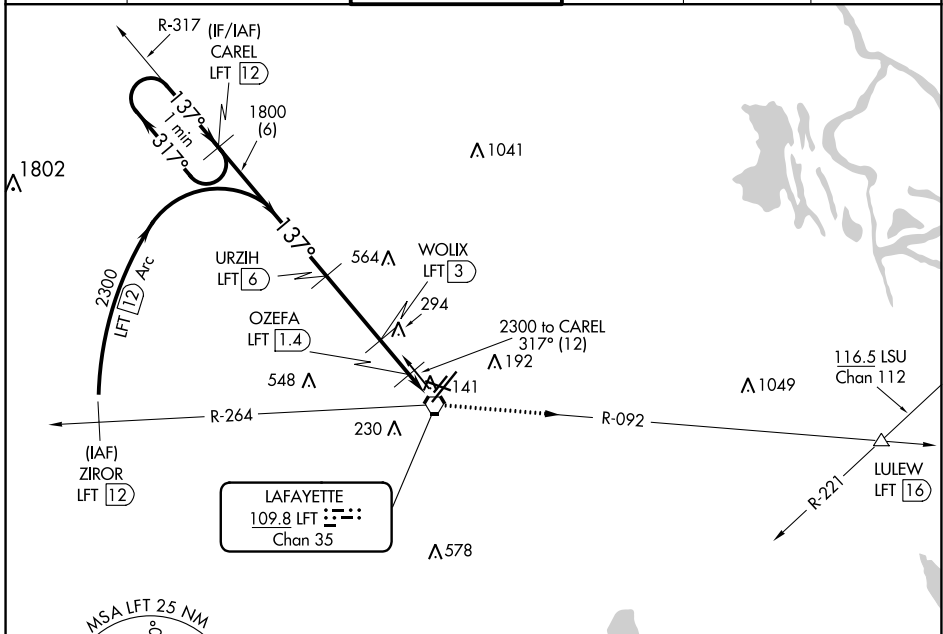 R-317
(IF/IAF)
CAREL
LFT 12
137°
1 min
317°
1800
(6)
1041
1802
137°
2300
LFT 12 Arc
URZIH
LFT 6
564
WOLIX
LFT 3
294
OZEFA
LFT 1.4
2300 to CAREL
317° (12)
192
548
141
1049
116.5 LSU
Chan 112
R-264
230
R-092
(IAF)
ZIROR
LFT 12
LULEW
LFT 16
R-221
LAFAYETTE
109.8 LFT
Chan 35
578
MSA LFT 25 NM